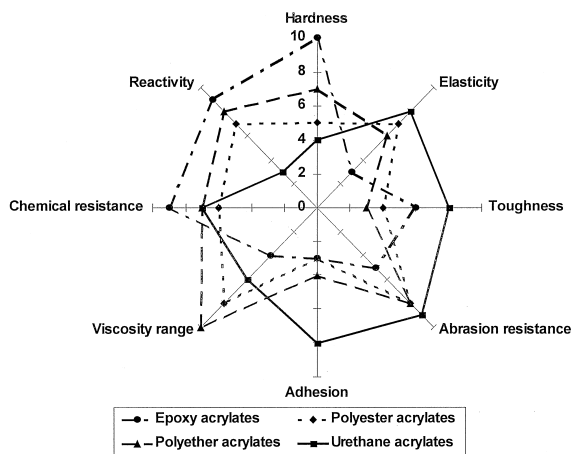 Hardness
10
Reactivity
8
Elasticity
6
4
2
Chemical resistance
0
Toughness
Viscosity range
Abrasion resistance
Adhesion
Epoxy acrylates
Polyester acrylates
Polyether acrylates
Urethane acrylates